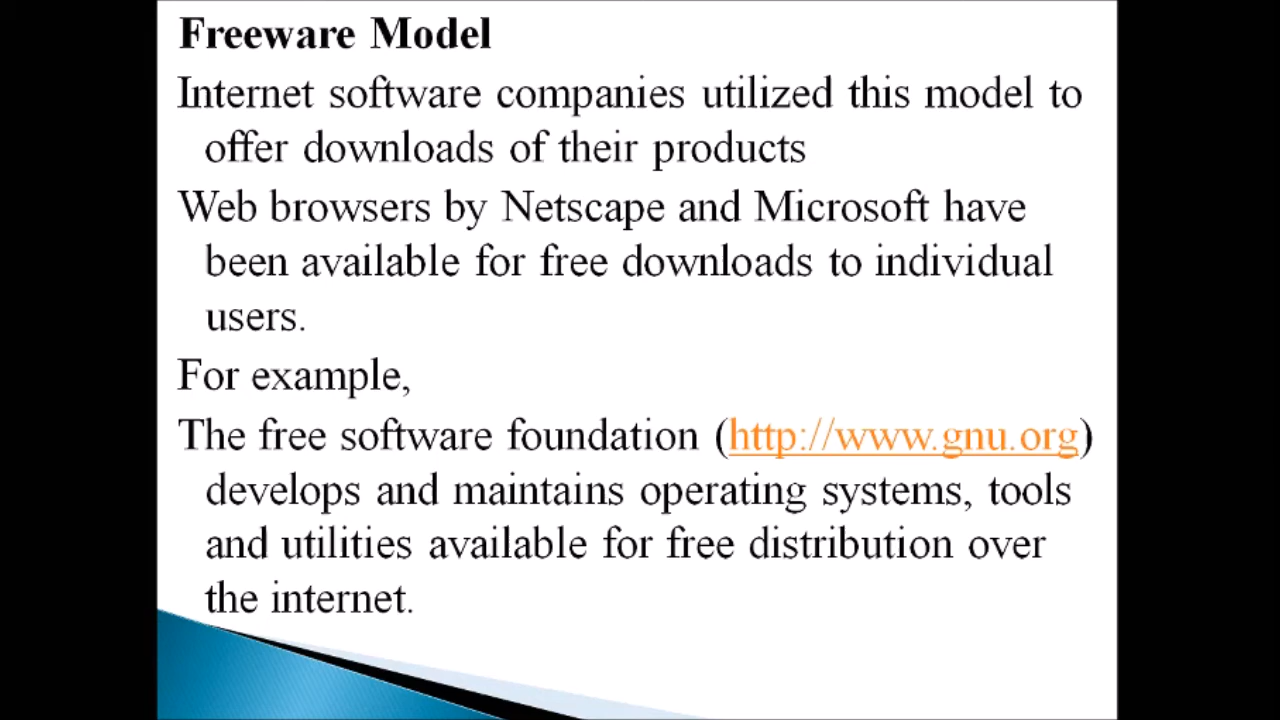 Freeware Model
Internet software companies utilized this model to
offer downloads of their products
Web browsers by Netscape and Microsoft have
been available for free downloads to individual
users.
For example,
The free software foundation (http://www.gnu.org)
develops and maintains operating systems, tools
and utilities available for free distribution over
the internet.